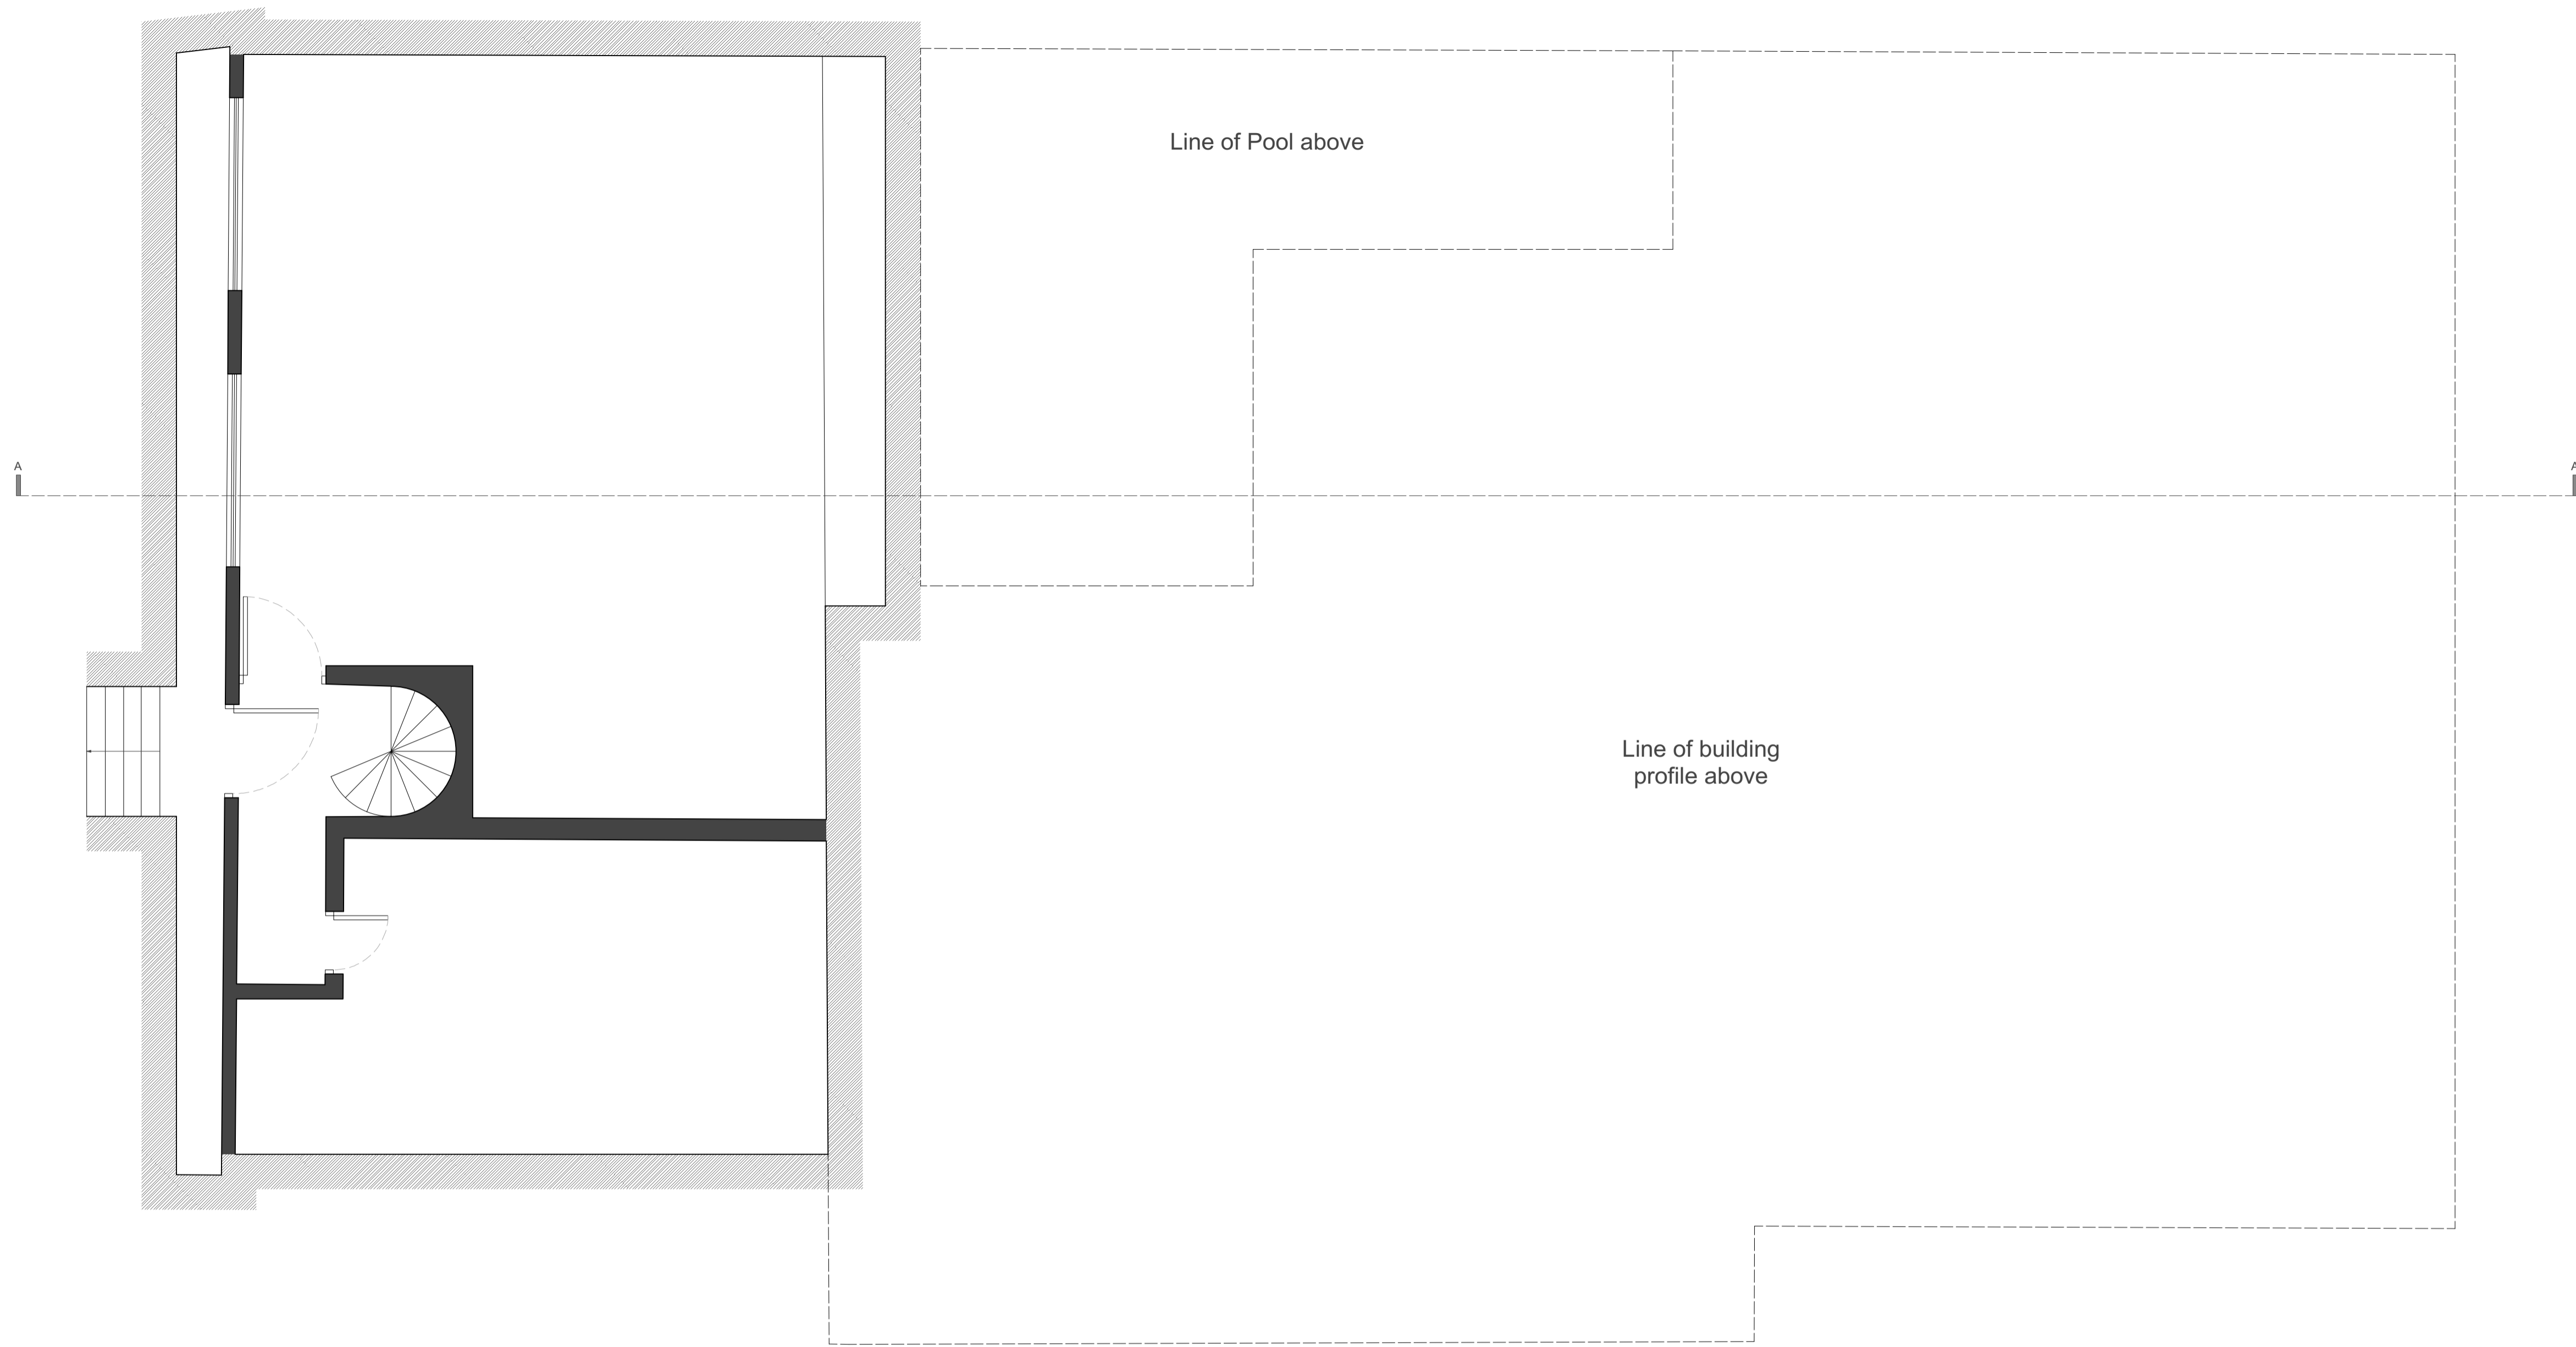 Line of Pool above
A
A
Line of building
profile above